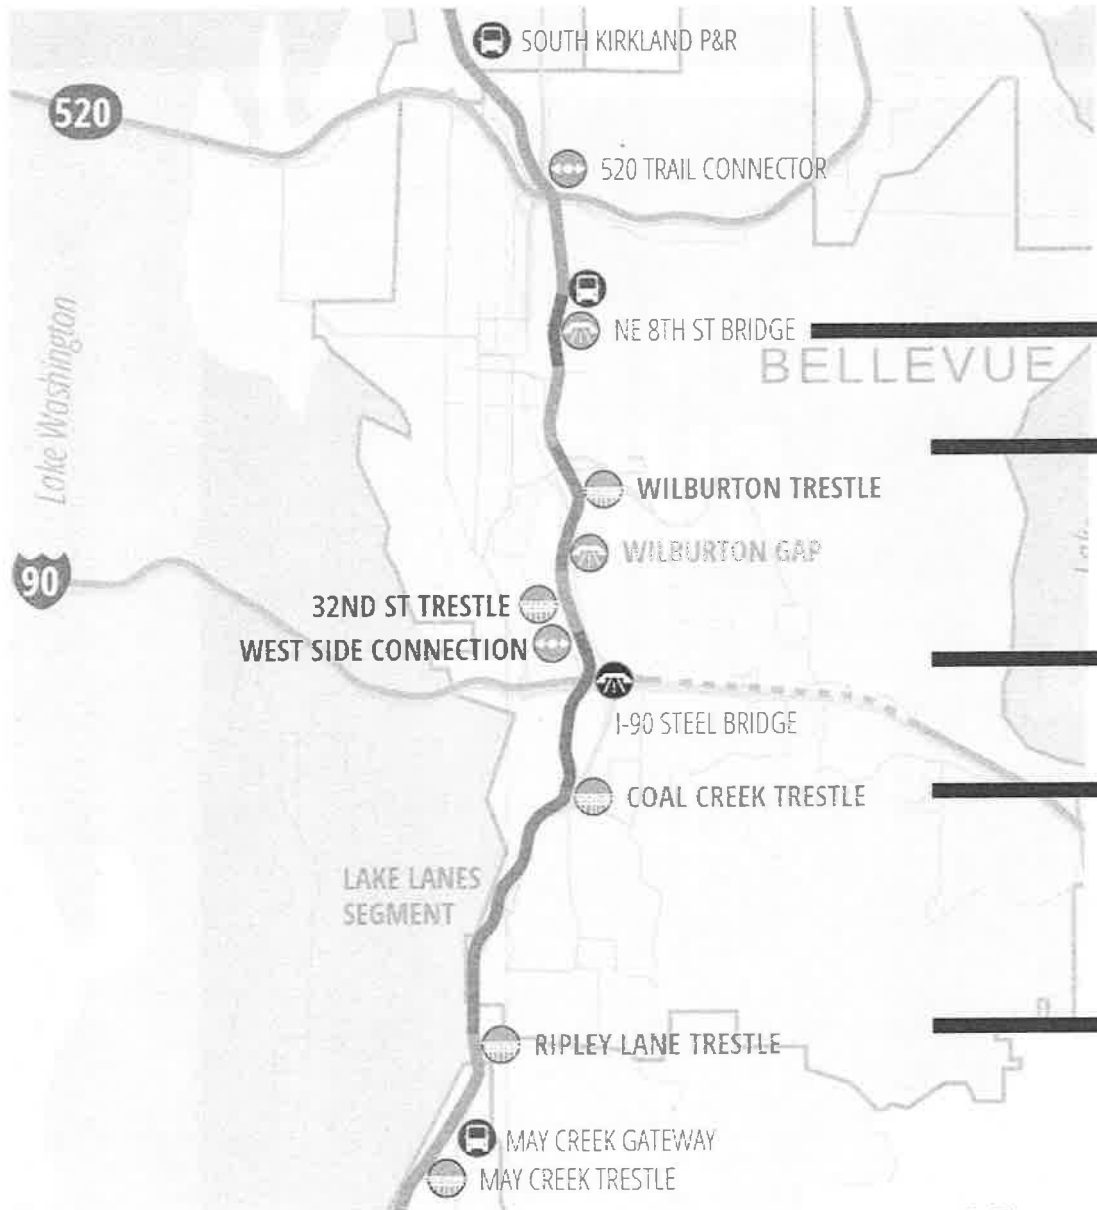 SOUTH KIRKLAND P&R
520
520 TRAIL CONNECTOR
Lake Washington
NE 8TH ST BRIDGE
BELLEVUE
WILBURTON TRESTLE
WILBURTON GAP
90
32ND ST TRESTLE
WEST SIDE CONNECTION
I-90 STEEL BRIDGE
COAL CREEK TRESTLE
LAKE LANES
SEGMENT
RIPLEY LANE TRESTLE
MAY CREEK GATEWAY
MAY CREEK TRESTLE